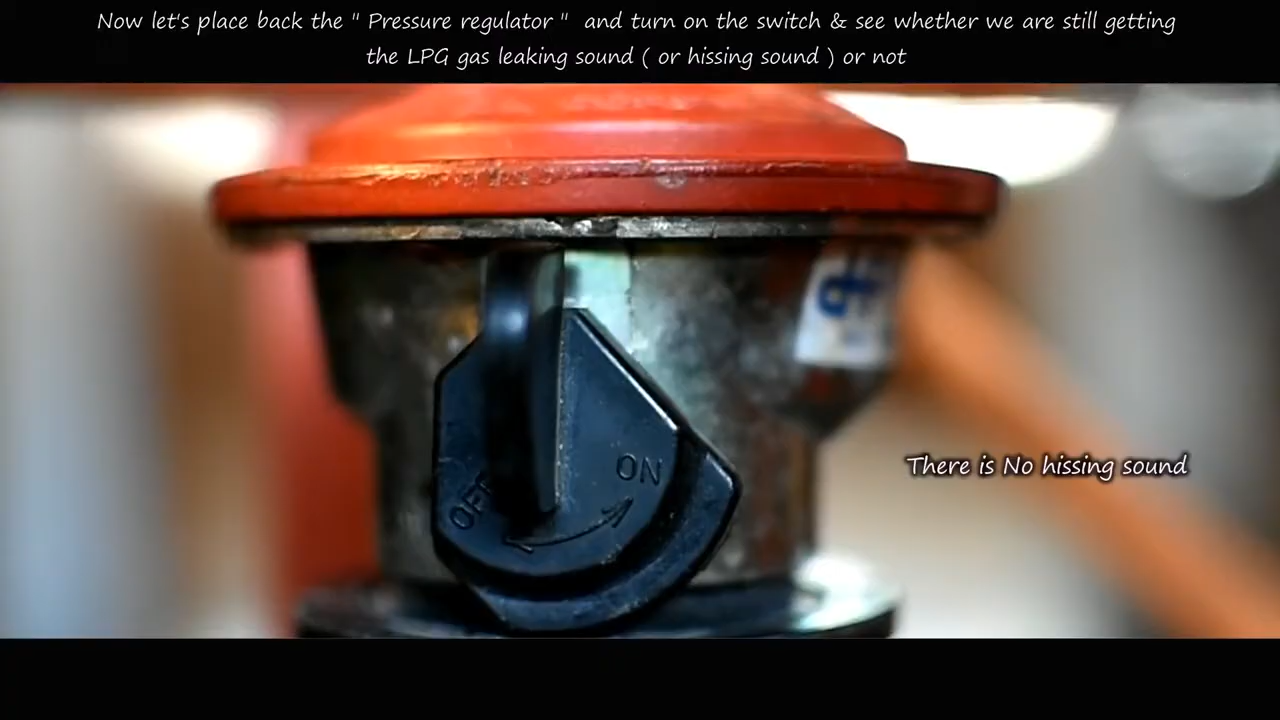 Now let's place back the " Pressure regulator "  and turn on the switch & see whether we are still getting
the LPG gas leaking sound ( or hissing sound ) or not
There is No hissing sound
ON
OFF